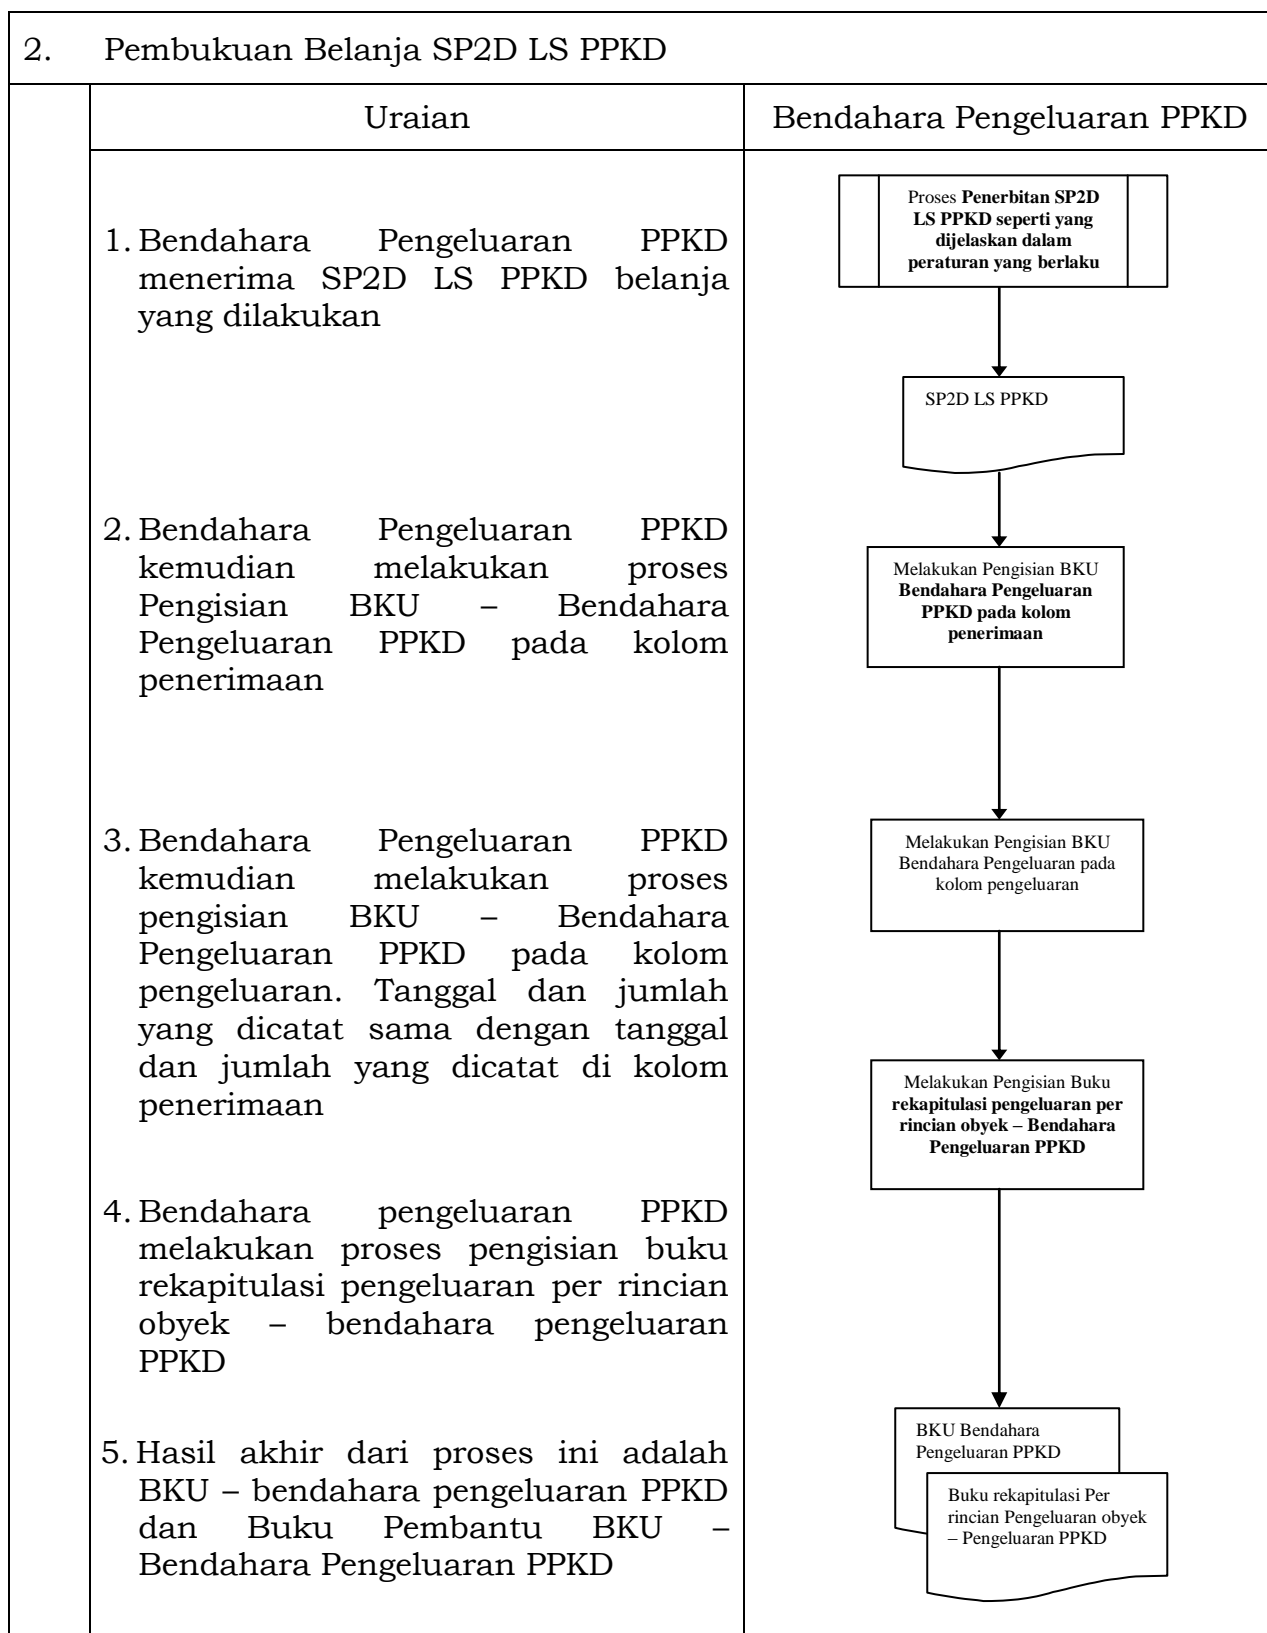 2. Pembukuan Belanja SP2D LS PPKD
Uraian
Bendahara Pengeluaran PPKD
1. Bendahara Pengeluaran PPKD
menerima SP2D LS PPKD belanja
yang dilakukan
2. Bendahara Pengeluaran PPKD
kemudian melakukan proses
Pengisian BKU – Bendahara
Pengeluaran PPKD pada kolom
penerimaan
3. Bendahara Pengeluaran PPKD
kemudian melakukan proses
pengisian BKU – Bendahara
Pengeluaran PPKD pada kolom
pengeluaran. Tanggal dan jumlah
yang dicatat sama dengan tanggal
dan jumlah yang dicatat di kolom
penerimaan
4. Bendahara pengeluaran PPKD
melakukan proses pengisian buku
rekapitulasi pengeluaran per rincian
obyek – bendahara pengeluaran
PPKD
5. Hasil akhir dari proses ini adalah
BKU – bendahara pengeluaran PPKD
dan Buku Pembantu BKU –
Bendahara Pengeluaran PPKD
Proses Penerbitan SP2D
LS PPKD seperti yang
dijelaskan dalam
peraturan yang berlaku
SP2D LS PPKD
Melakukan Pengisian BKU
Bendahara Pengeluaran
PPKD pada kolom
penerimaan
Melakukan Pengisian BKU
Bendahara Pengeluaran pada
kolom pengeluaran
Melakukan Pengisian Buku
rekapitulasi pengeluaran per
rincian obyek – Bendahara
Pengeluaran PPKD
BKU Bendahara
Pengeluaran PPKD
Buku rekapitulasi Per
rincian Pengeluaran obyek
– Pengeluaran PPKD